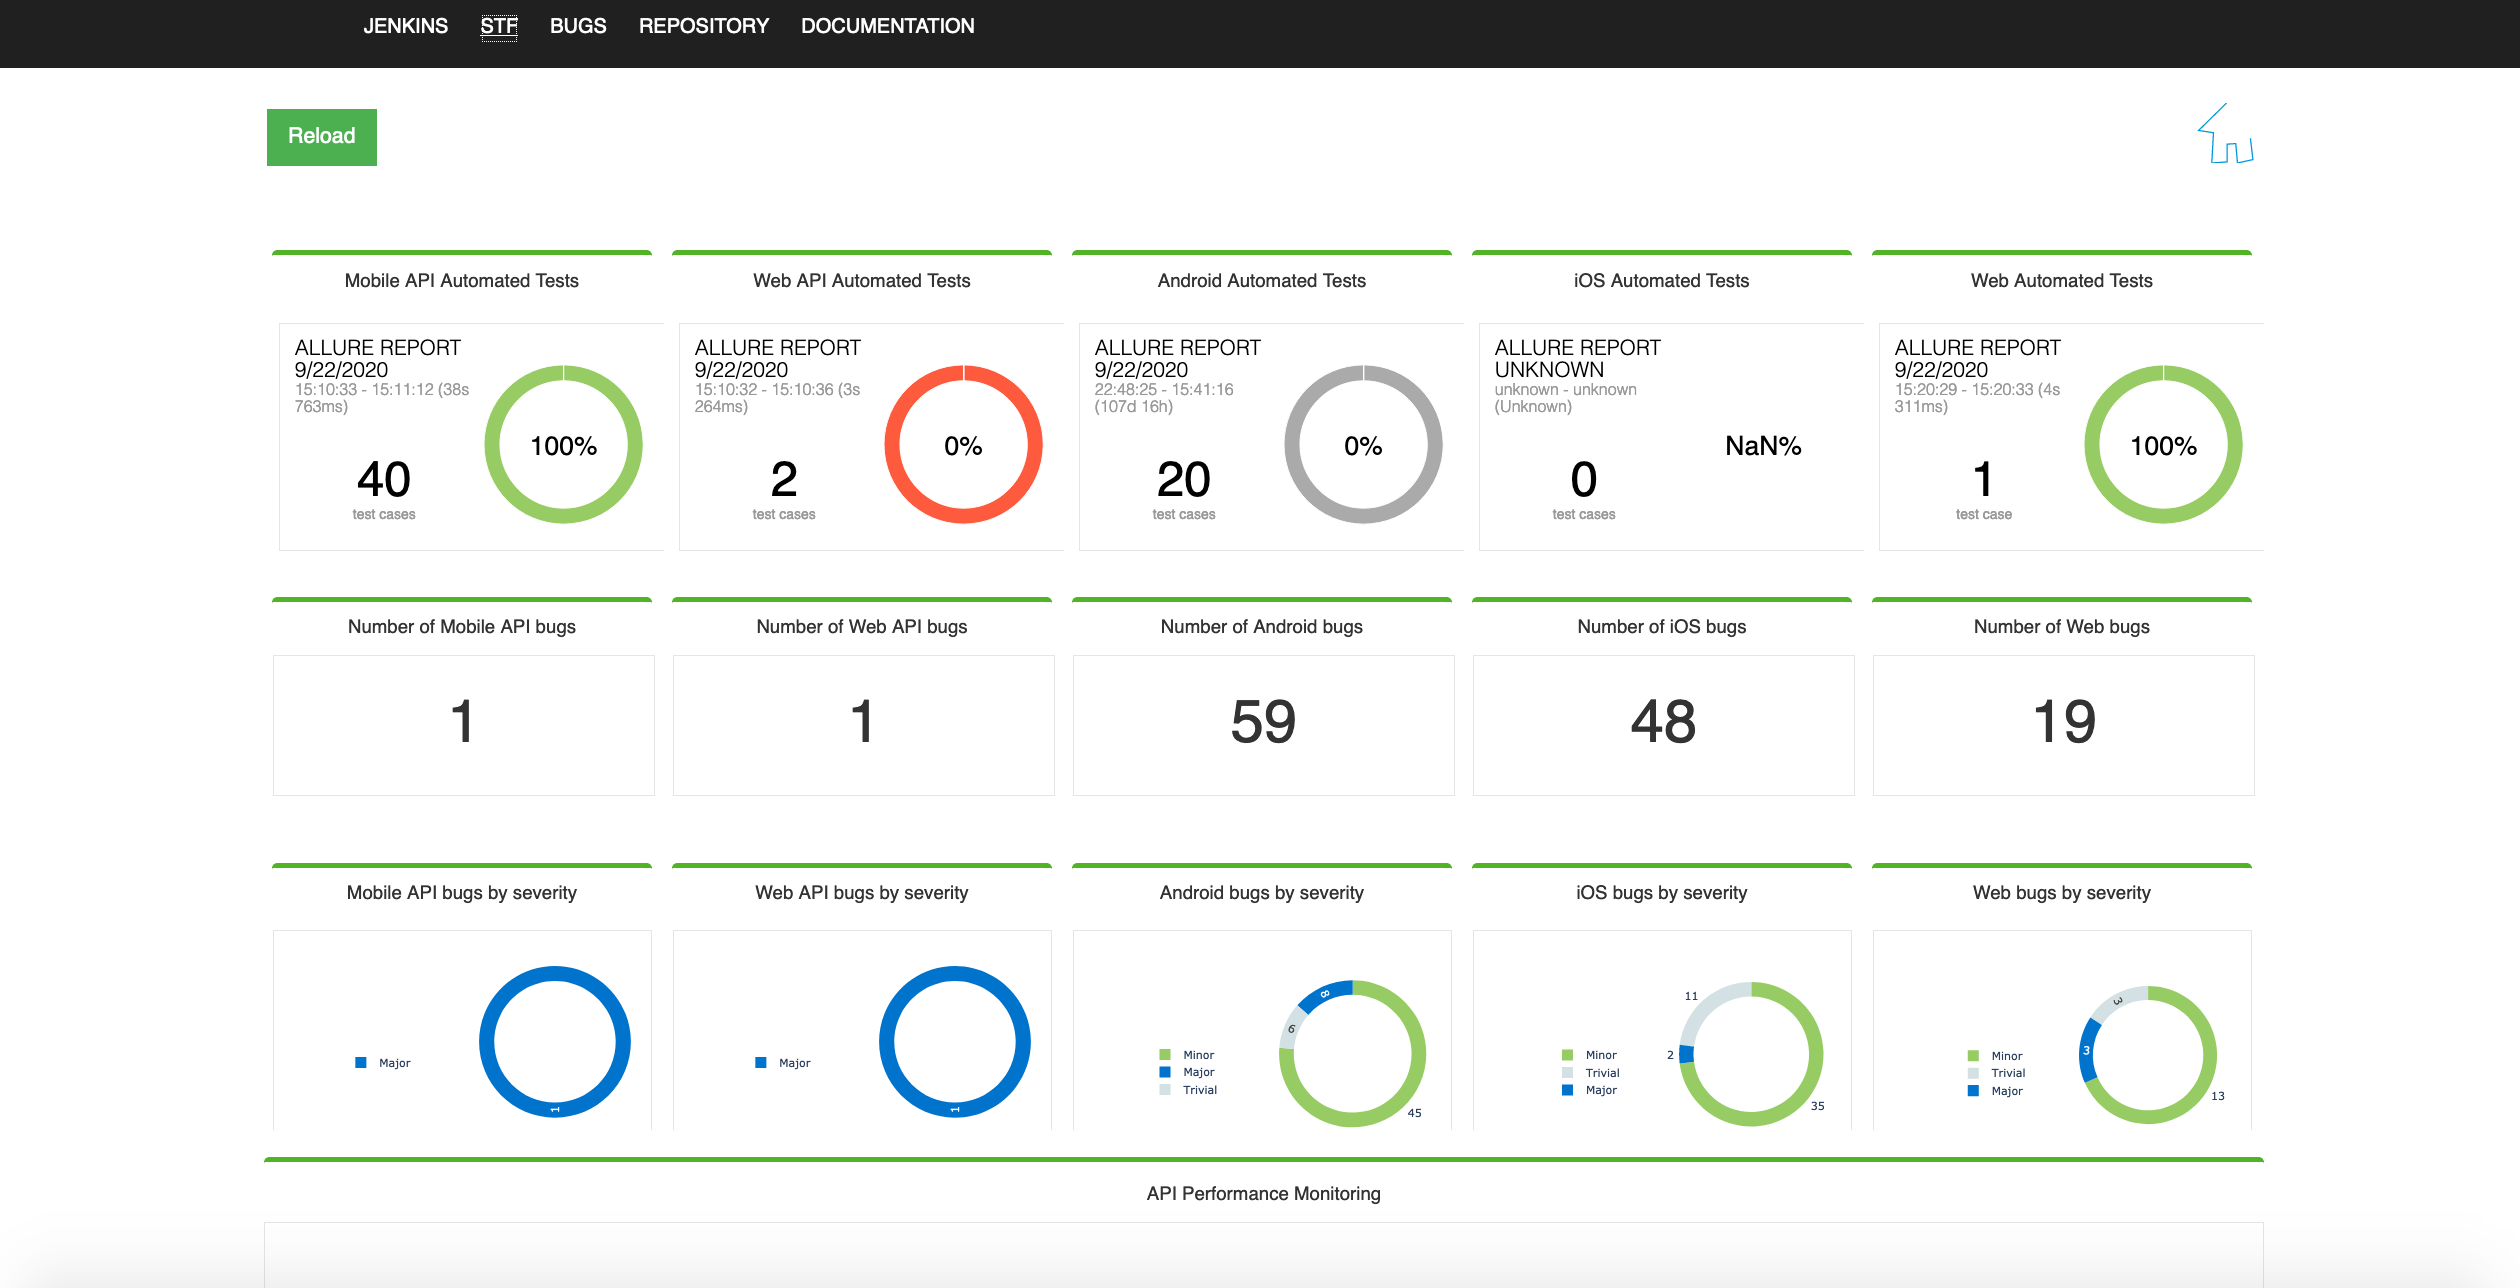 JENKINS STF BUGS REPOSITORY DOCUMENTATION
Reload
Mobile API Automated Tests
ALLURE REPORT
9/22/2020
15:10:33 - 15:11:12 (38s
763ms)
40
test cases
100%
Web API Automated Tests
ALLURE REPORT
9/22/2020
15:10:32 - 15:10:36 (3s
264ms)
2
test cases
0%
Android Automated Tests
ALLURE REPORT
9/22/2020
22:48:25 - 15:41:16
(107d 16h)
20
test cases
0%
iOS Automated Tests
ALLURE REPORT
UNKNOWN
unknown - unknown
(Unknown)
0
test cases
NaN%
Web Automated Tests
ALLURE REPORT
9/22/2020
15:20:29 - 15:20:33 (4s
311ms)
1
test case
100%
Number of Mobile API bugs
1
Number of Web API bugs
1
Number of Android bugs
59
Number of iOS bugs
48
Number of Web bugs
19
Mobile API bugs by severity
Major
1
Web API bugs by severity
Major
1
Android bugs by severity
Minor
Major
Trivial
8
6
45
iOS bugs by severity
Minor
Trivial
Major
11
2
35
Web bugs by severity
Minor
Trivial
Major
3
3
13
API Performance Monitoring